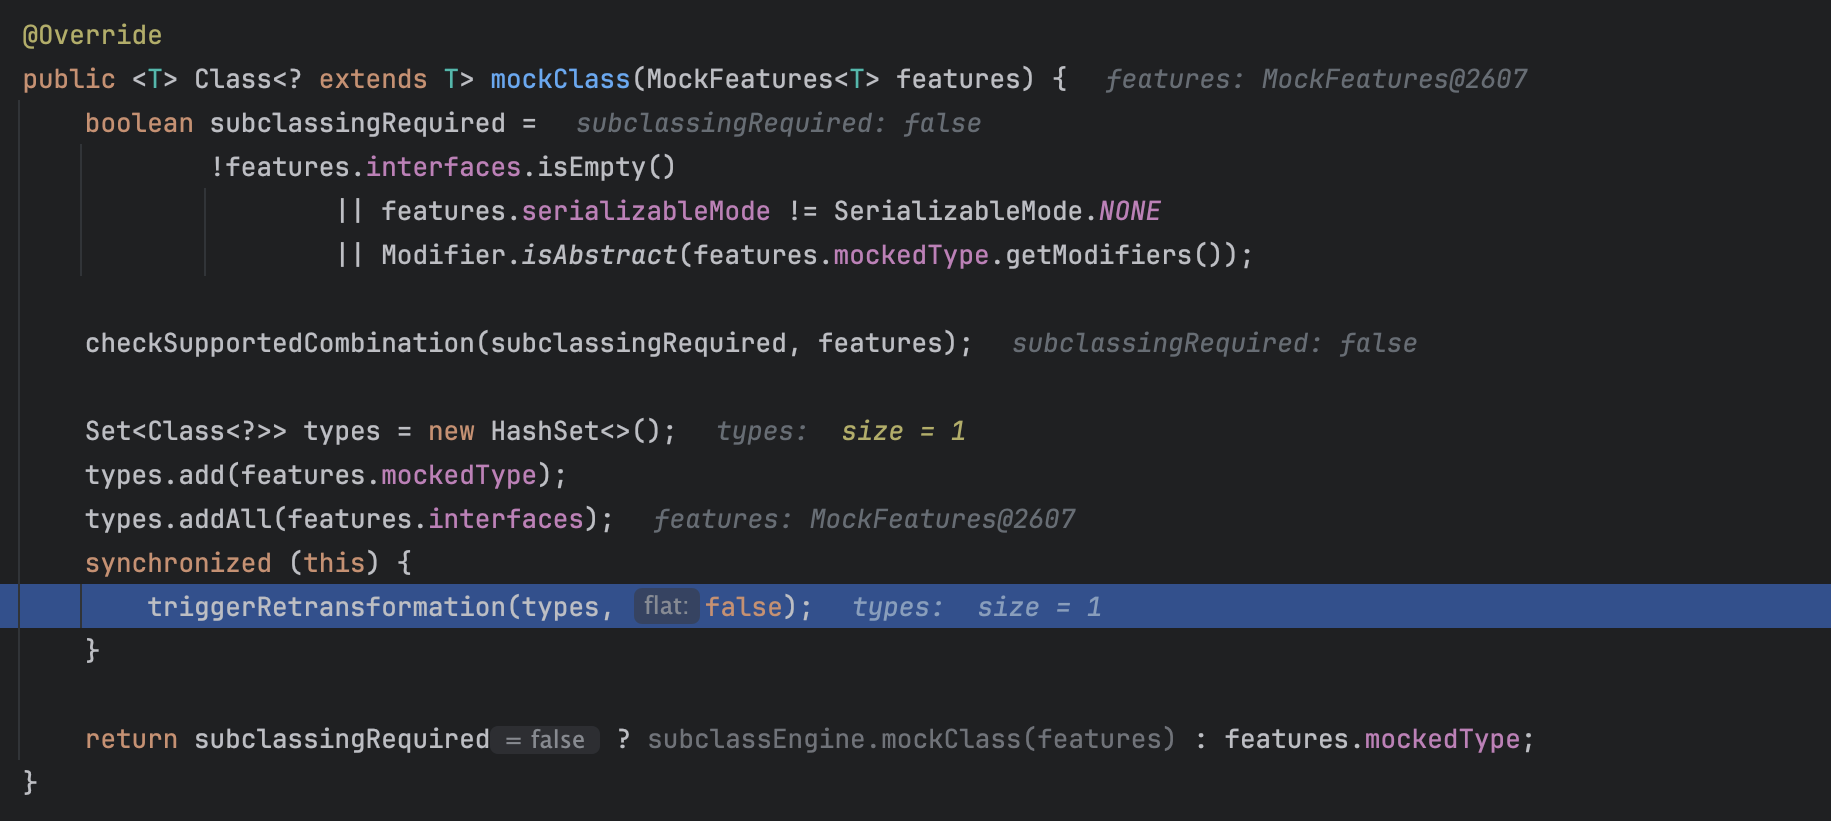 @Override
public <T> Class<? extends T> mockClass(MockFeatures<T> features) { features: MockFeatures@2607
boolean subclassingRequired = subclassingRequired: false
!features.interfaces.isEmpty()
|| features.serializableMode != SerializableMode.NONE
|| Modifier.isAbstract(features.mockedType.getModifiers());
checkSupportedCombination(subclassingRequired, features); subclassingRequired: false
Set<Class<?>> types = new HashSet<>(); types: size = 1
types.add(features.mockedType);
types.addAll(features.interfaces); features: MockFeatures@2607
synchronized (this) {
triggerRetransformation(types, flat: false); types: size = 1
}
return subclassingRequired = false ? subclassEngine.mockClass(features) : features.mockedType;
}